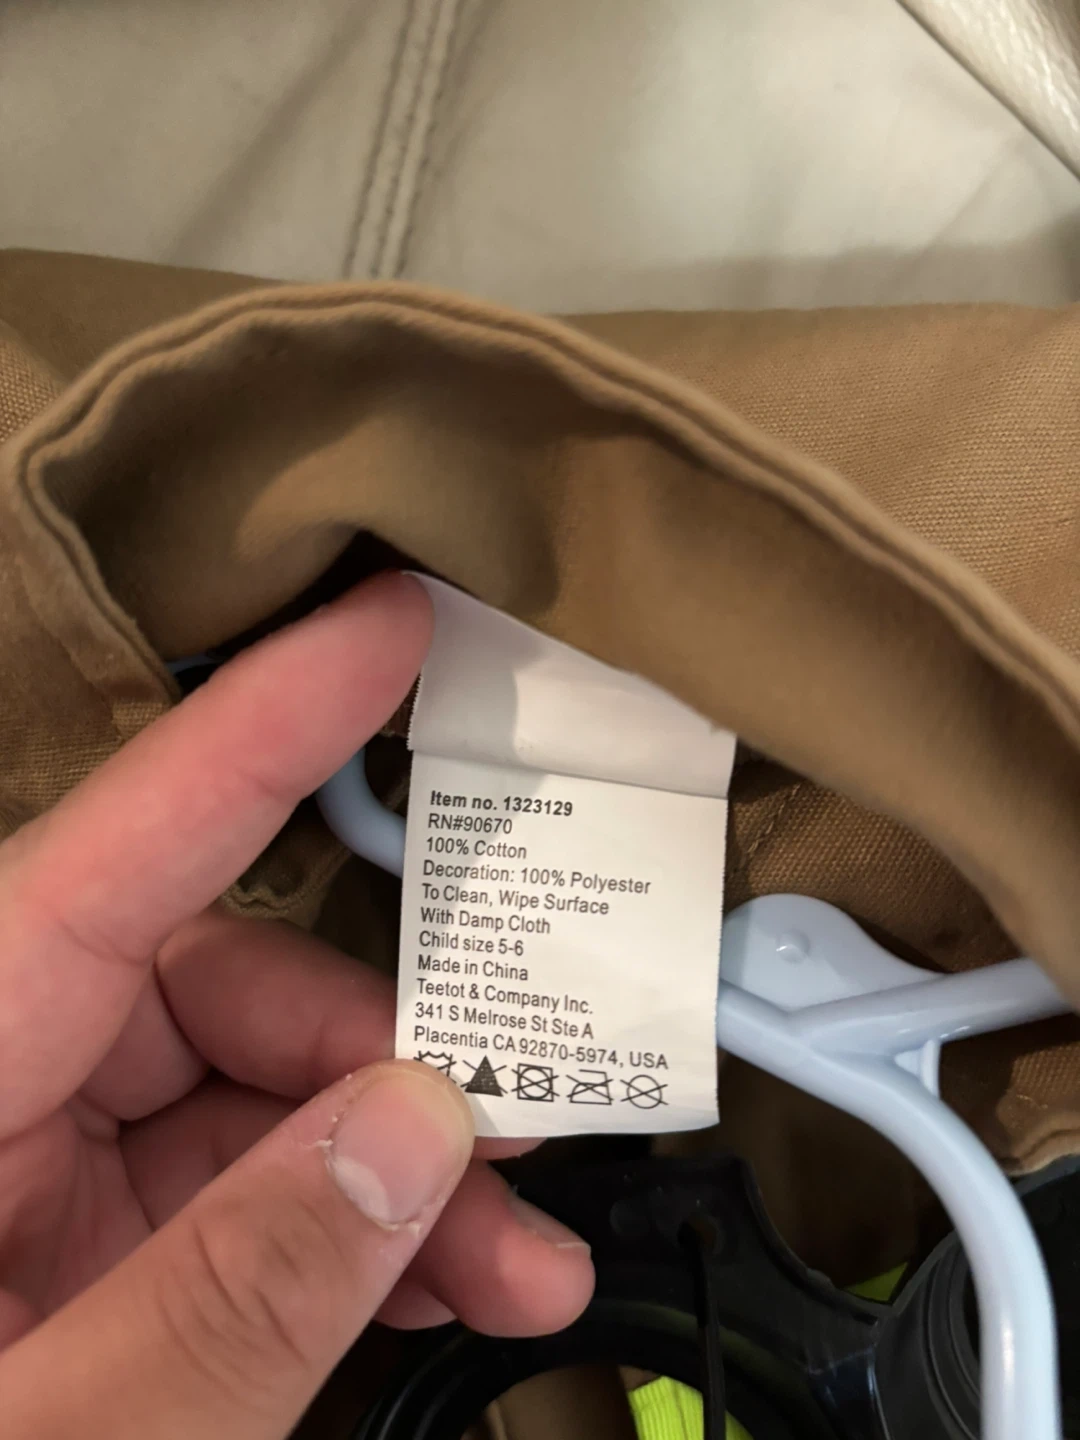 Item no. 1323129
RN#90670
100% Cotton
Decoration: 100% Polyester
To Clean, Wipe Surface
With Damp Cloth
Child size 5-6
Made in China
Teetot & Company Inc.
341 S Melrose St Ste A
Placentia CA 92870-5974, USA